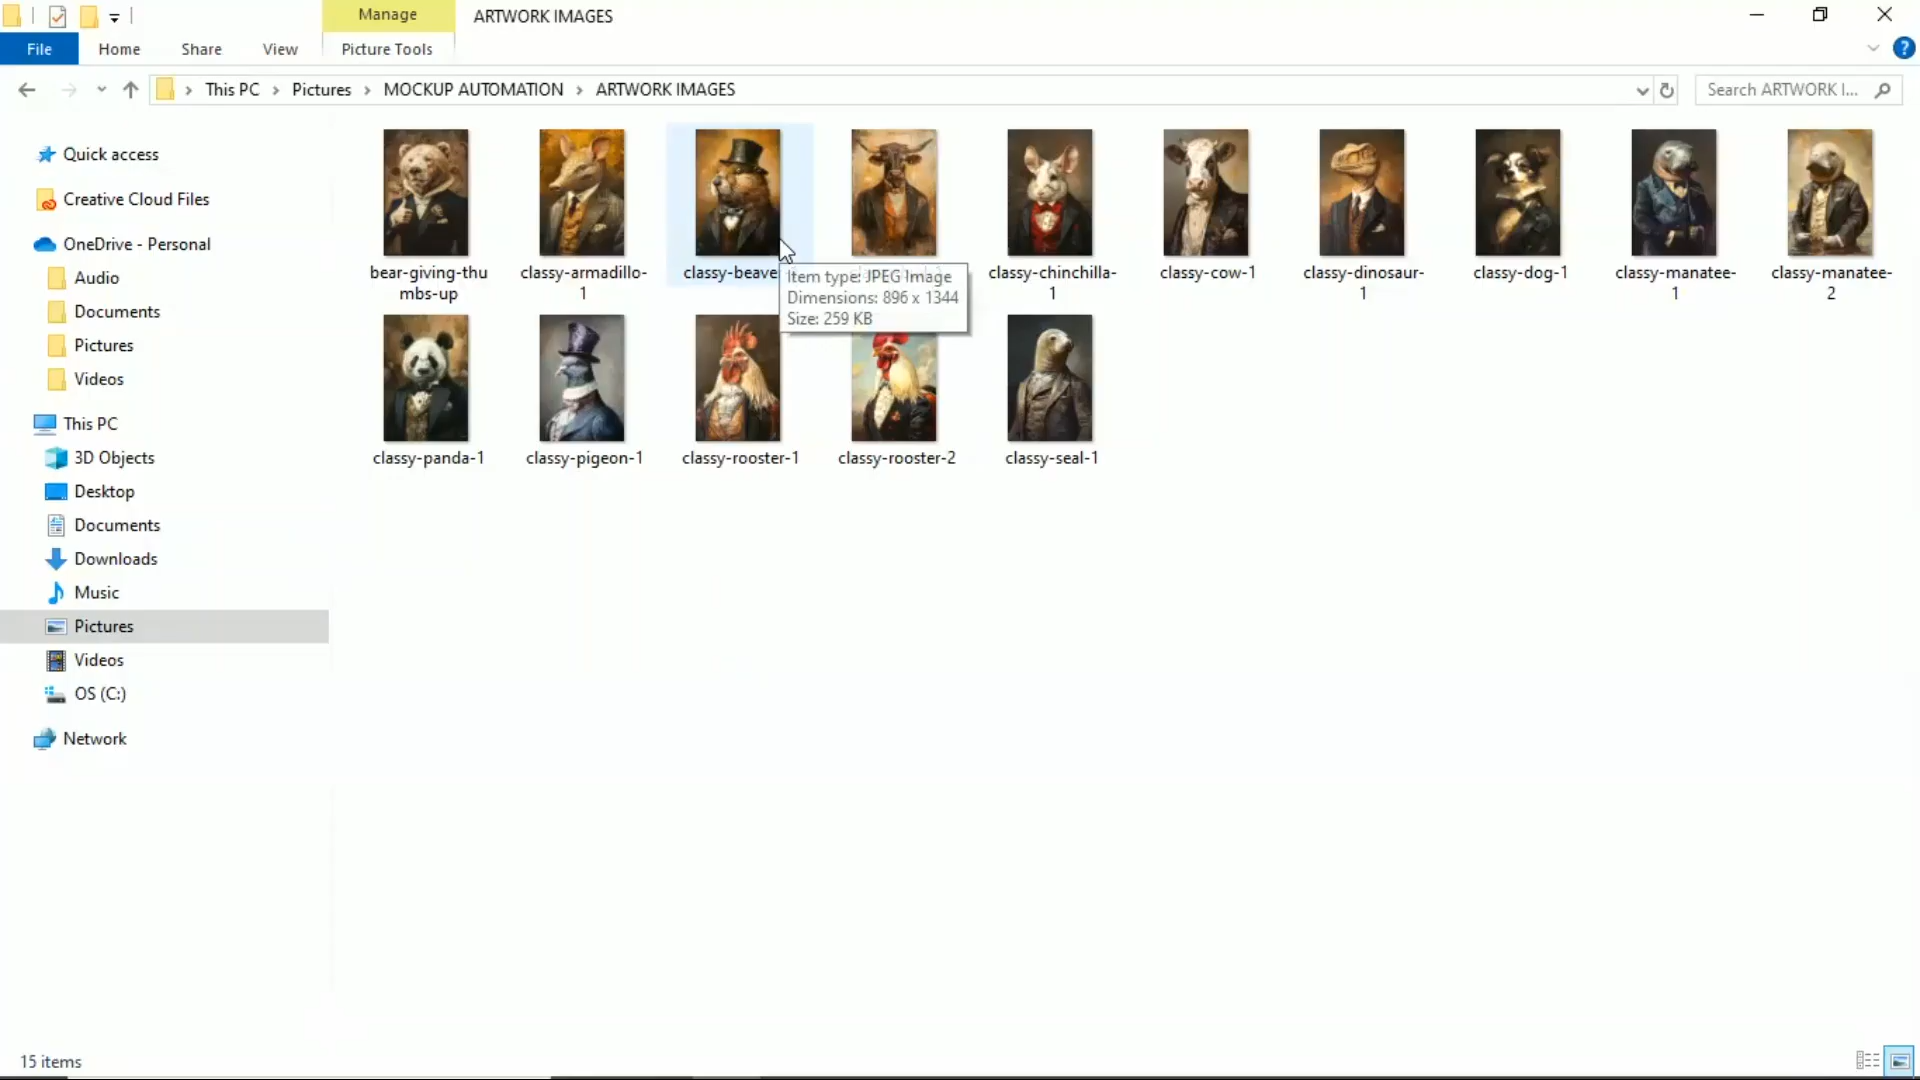 Manage
ARTWORK IMAGES
File
Home
Share
View
Picture Tools
This PC
Pictures
MOCKUP AUTOMATION
ARTWORK IMAGES
Search ARTWORK I...
Quick access
Creative Cloud Files
OneDrive - Personal
Audio
Documents
Pictures
Videos
This PC
3D Objects
Desktop
Documents
Downloads
Music
Pictures
Videos
OS (C:)
Network
bear-giving-thu
mbs-up
classy-armadillo-
1
classy-beave
classy-chinchilla-
1
classy-cow-1
classy-dinosaur-
1
classy-dog-1
classy-manatee-
1
classy-manatee-
2
Item type: JPEG Image
Dimensions: 896 x 1344
Size: 259 KB
classy-panda-1
classy-pigeon-1
classy-rooster-1
classy-rooster-2
classy-seal-1
15 items